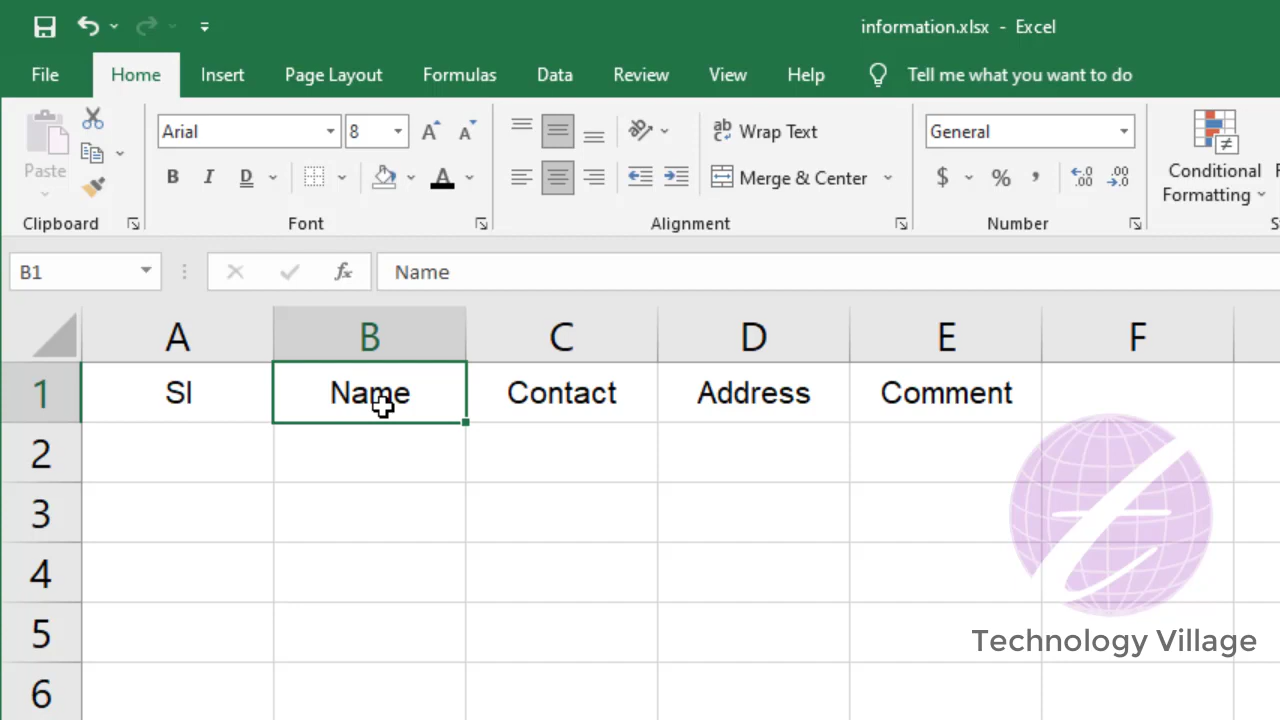 information.xlsx - Excel
File Home Insert Page Layout Formulas Data Review View Help Tell me what you want to do
Arial 8 ab Wrap Text General
Paste B I D A Merge & Center $ % , Conditional Formatting
Clipboard Font Alignment Number
B1 fx Name
A B C D E F
1 Sl Name Contact Address Comment
2
3
4
5
6
Technology Village